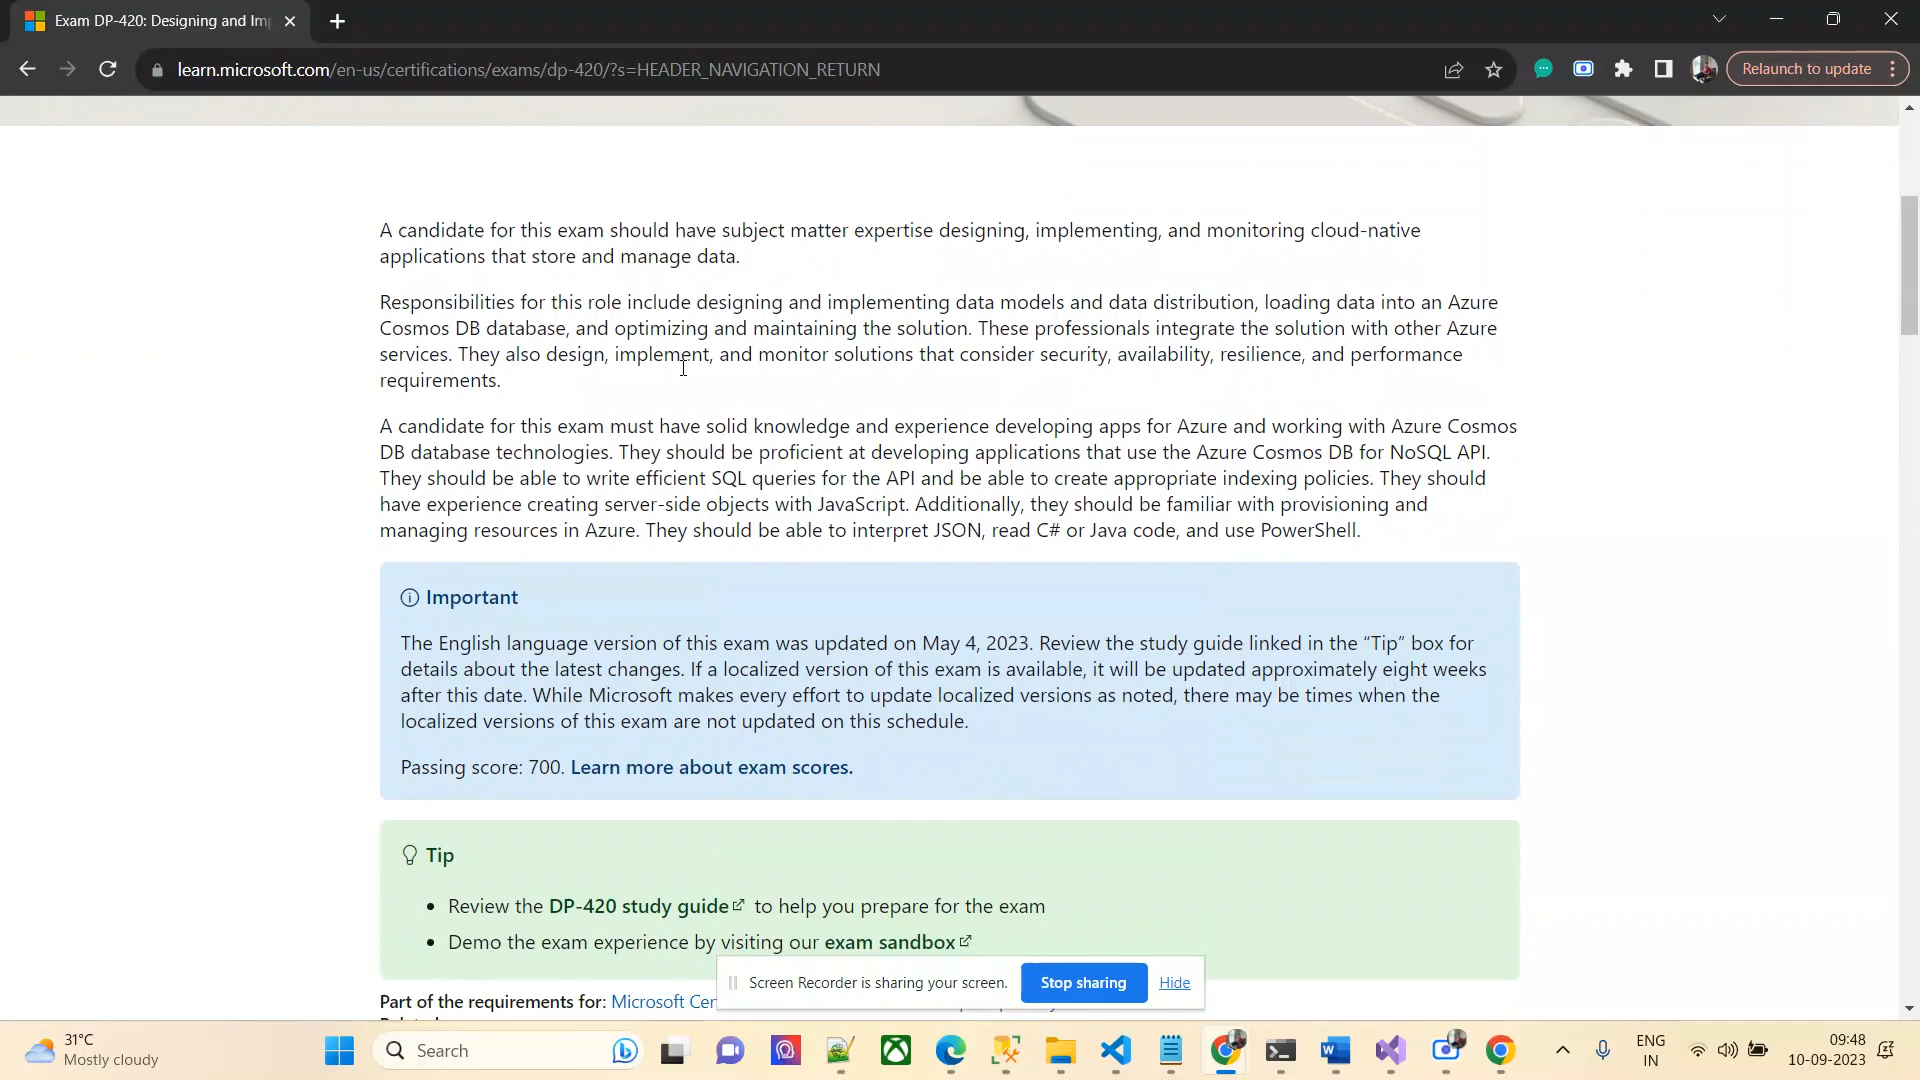 Exam DP-420: Designing and Imp
learn.microsoft.com/en-us/certifications/exams/dp-420/?s=HEADER_NAVIGATION_RETURN
Relaunch to update
A candidate for this exam should have subject matter expertise designing, implementing, and monitoring cloud-native
applications that store and manage data.
Responsibilities for this role include designing and implementing data models and data distribution, loading data into an Azure
Cosmos DB database, and optimizing and maintaining the solution. These professionals integrate the solution with other Azure
services. They also design, implement, and monitor solutions that consider security, availability, resilience, and performance
requirements.
A candidate for this exam must have solid knowledge and experience developing apps for Azure and working with Azure Cosmos
DB database technologies. They should be proficient at developing applications that use the Azure Cosmos DB for NoSQL API.
They should be able to write efficient SQL queries for the API and be able to create appropriate indexing policies. They should
have experience creating server-side objects with JavaScript. Additionally, they should be familiar with provisioning and
managing resources in Azure. They should be able to interpret JSON, read C# or Java code, and use PowerShell.
Important
The English language version of this exam was updated on May 4, 2023. Review the study guide linked in the “Tip” box for
details about the latest changes. If a localized version of this exam is available, it will be updated approximately eight weeks
after this date. While Microsoft makes every effort to update localized versions as noted, there may be times when the
localized versions of this exam are not updated on this schedule.
Passing score: 700. Learn more about exam scores.
Tip
Review the DP-420 study guide to help you prepare for the exam
Demo the exam experience by visiting our exam sandbox
Screen Recorder is sharing your screen. Stop sharing Hide
Part of the requirements for: Microsoft Cer
31°C
Mostly cloudy
Search
ENG
IN
09:48
10-09-2023